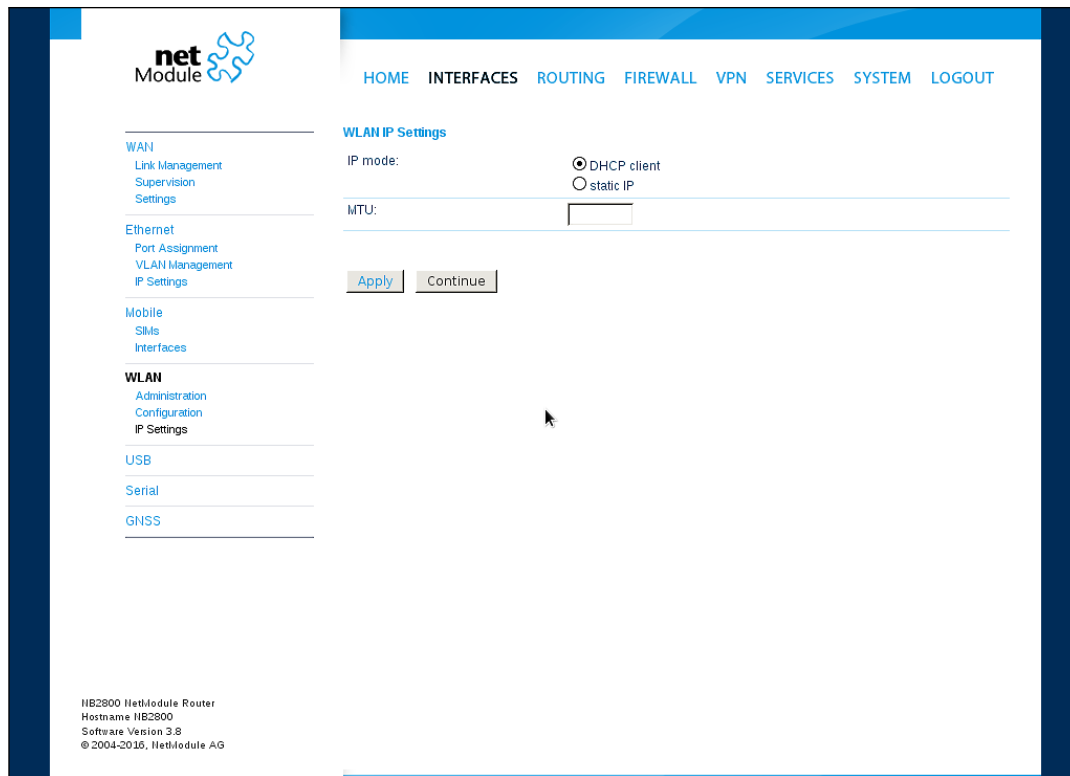 net
Module
HOME INTERFACES ROUTING FIREWALL VPN SERVICES SYSTEM LOGOUT
WAN
Link Management
Supervision
Settings
Ethernet
Port Assignment
VLAN Management
IP Settings
Mobile
SIMs
Interfaces
WLAN
Administration
Configuration
IP Settings
USB
Serial
GNSS
WLAN IP Settings
IP mode:
DHCP client
static IP
MTU:
Apply Continue
NB2800 NetModule Router
Hostname NB2800
Software Version 3.8
© 2004-2016, NetModule AG